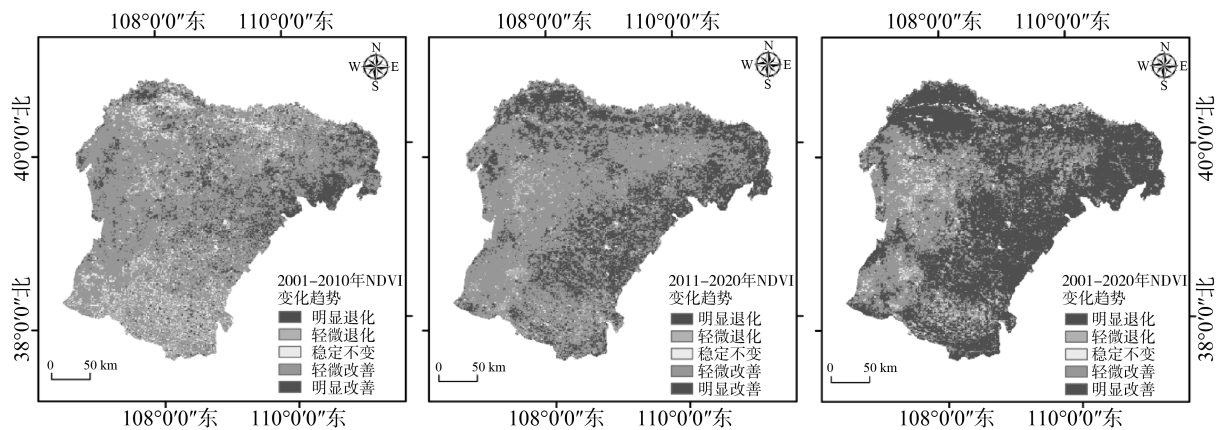 108°0′0″东 110°0′0″东 108°0′0″东 110°0′0″东 108°0′0″东 110°0′0″东
N
W E
S
N
W E
S
N
W E
S
40°0′0″北
38°0′0″北
2001-2010年NDVI
变化趋势
明显退化
轻微退化
稳定不变
轻微改善
明显改善
0 50 km
2011-2020年NDVI
变化趋势
明显退化
轻微退化
稳定不变
轻微改善
明显改善
0 50 km
2001-2020年NDVI
变化趋势
明显退化
轻微退化
稳定不变
轻微改善
明显改善
0 50 km
40°0′0″北
38°0′0″北
108°0′0″东 110°0′0″东 108°0′0″东 110°0′0″东 108°0′0″东 110°0′0″东